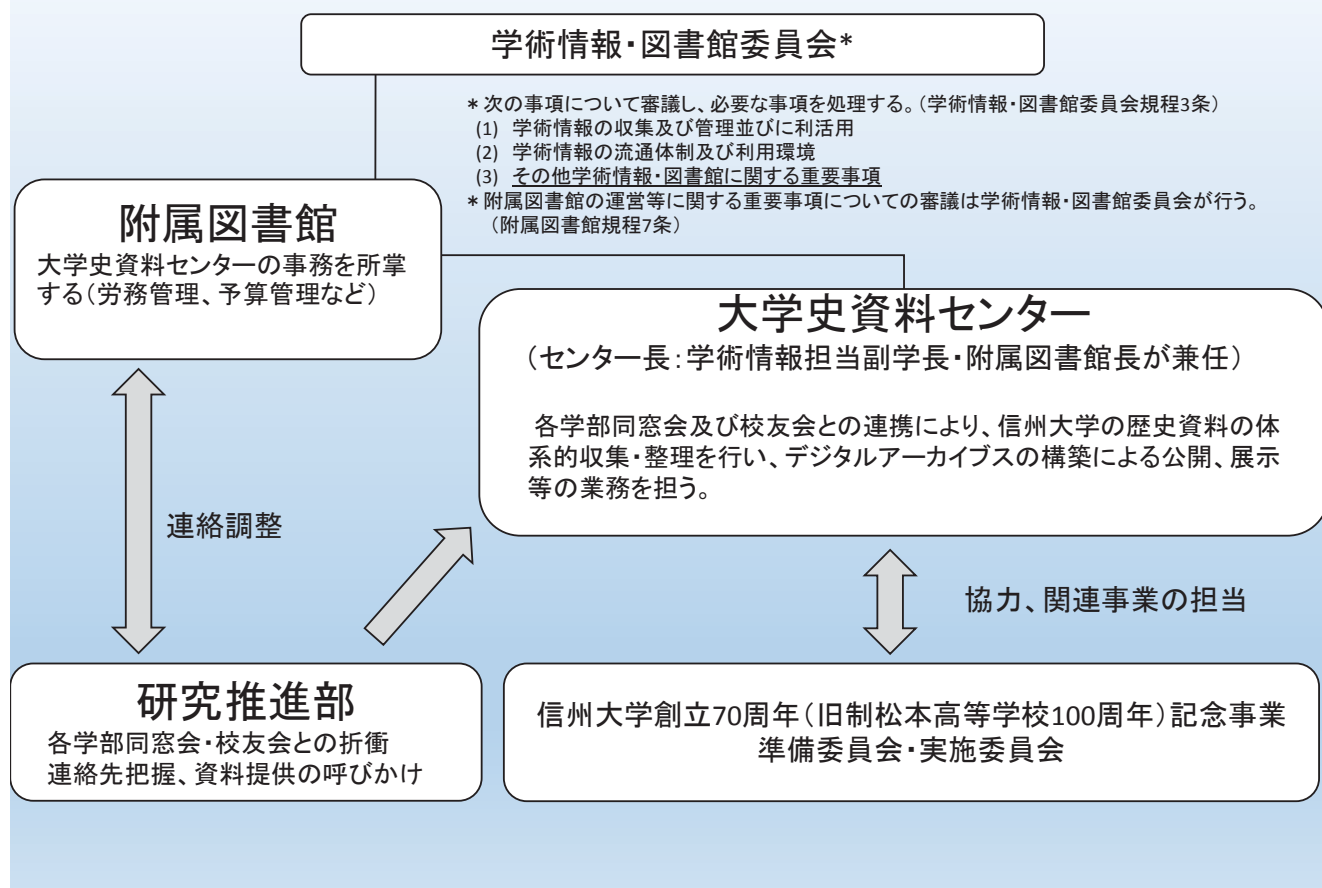 学術情報・図書館委員会*
*次の事項について審議し、必要な事項を処理する。（学術情報・図書館委員会規程3条）
(1) 学術情報の収集及び管理並びに利活用
(2) 学術情報の流通体制及び利用環境
(3) その他学術情報・図書館に関する重要事項
*附属図書館の運営等に関する重要事項についての審議は学術情報・図書館委員会が行う。
（附属図書館規程7条）
附属図書館
大学史資料センターの事務を所掌
する（労務管理、予算管理など）
大学史資料センター
（センター長：学術情報担当副学長・附属図書館長が兼任）
各学部同窓会及び校友会との連携により、信州大学の歴史資料の体
系的収集・整理を行い、デジタルアーカイブスの構築による公開、展示
等の業務を担う。
連絡調整
協力、関連事業の担当
研究推進部
各学部同窓会・校友会との折衝
連絡先把握、資料提供の呼びかけ
信州大学創立70周年（旧制松本高等学校100周年）記念事業
準備委員会・実施委員会